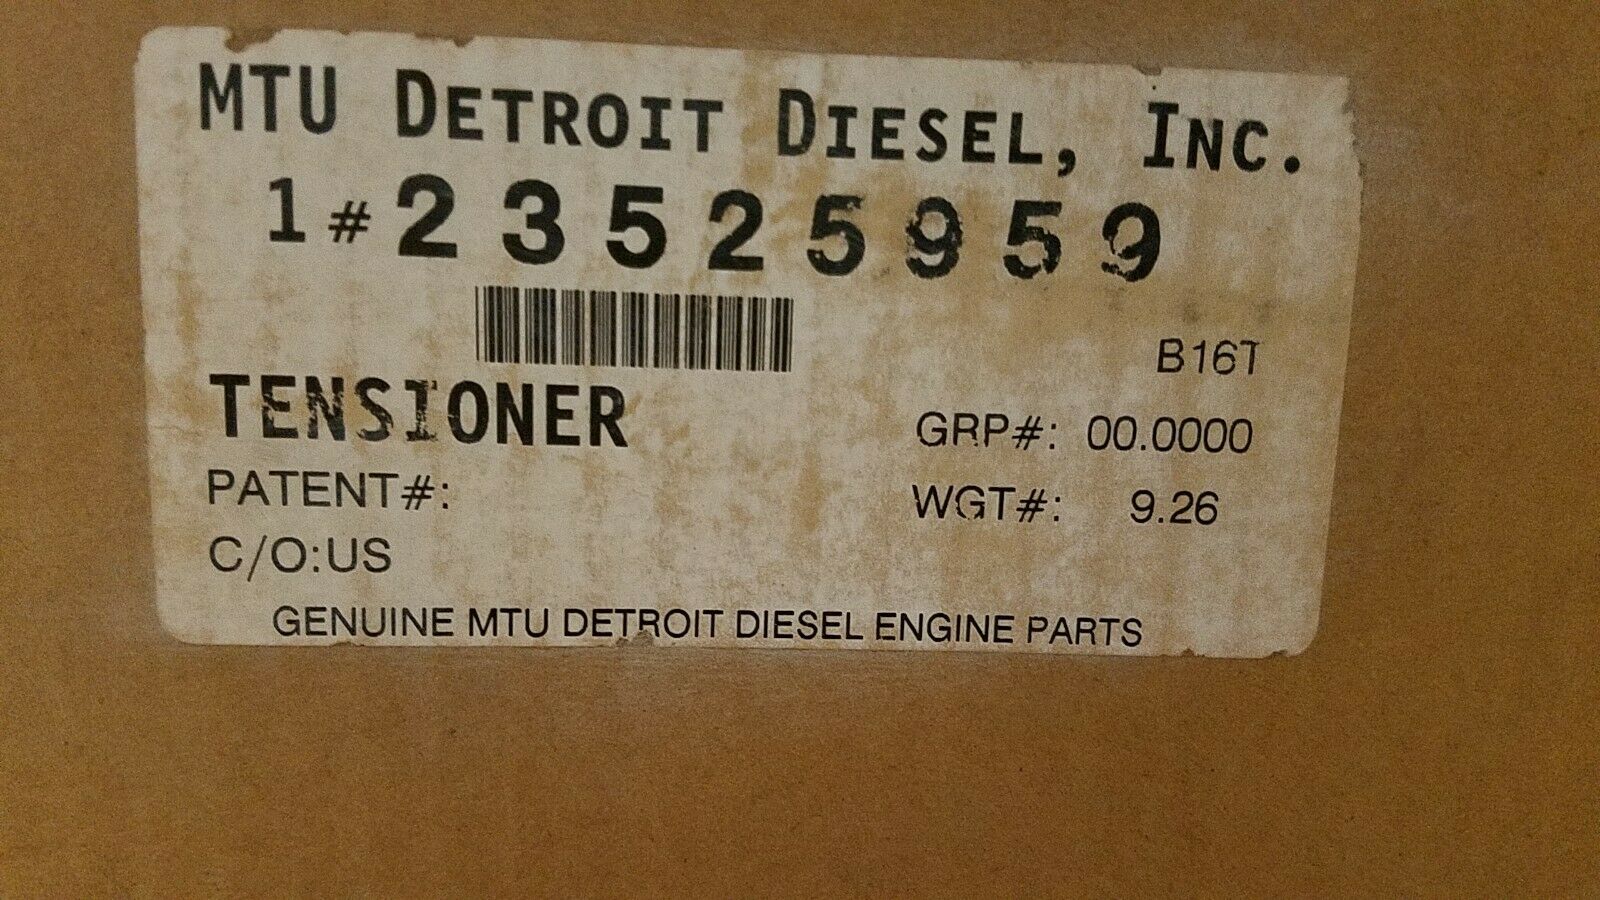 MTU DETROIT DIESEL, INC.
1# 23525959
B16T
TENSIONER
GRP#: 00.0000
PATENT#:
WGT#: 9.26
C/O:US
GENUINE MTU DETROIT DIESEL ENGINE PARTS